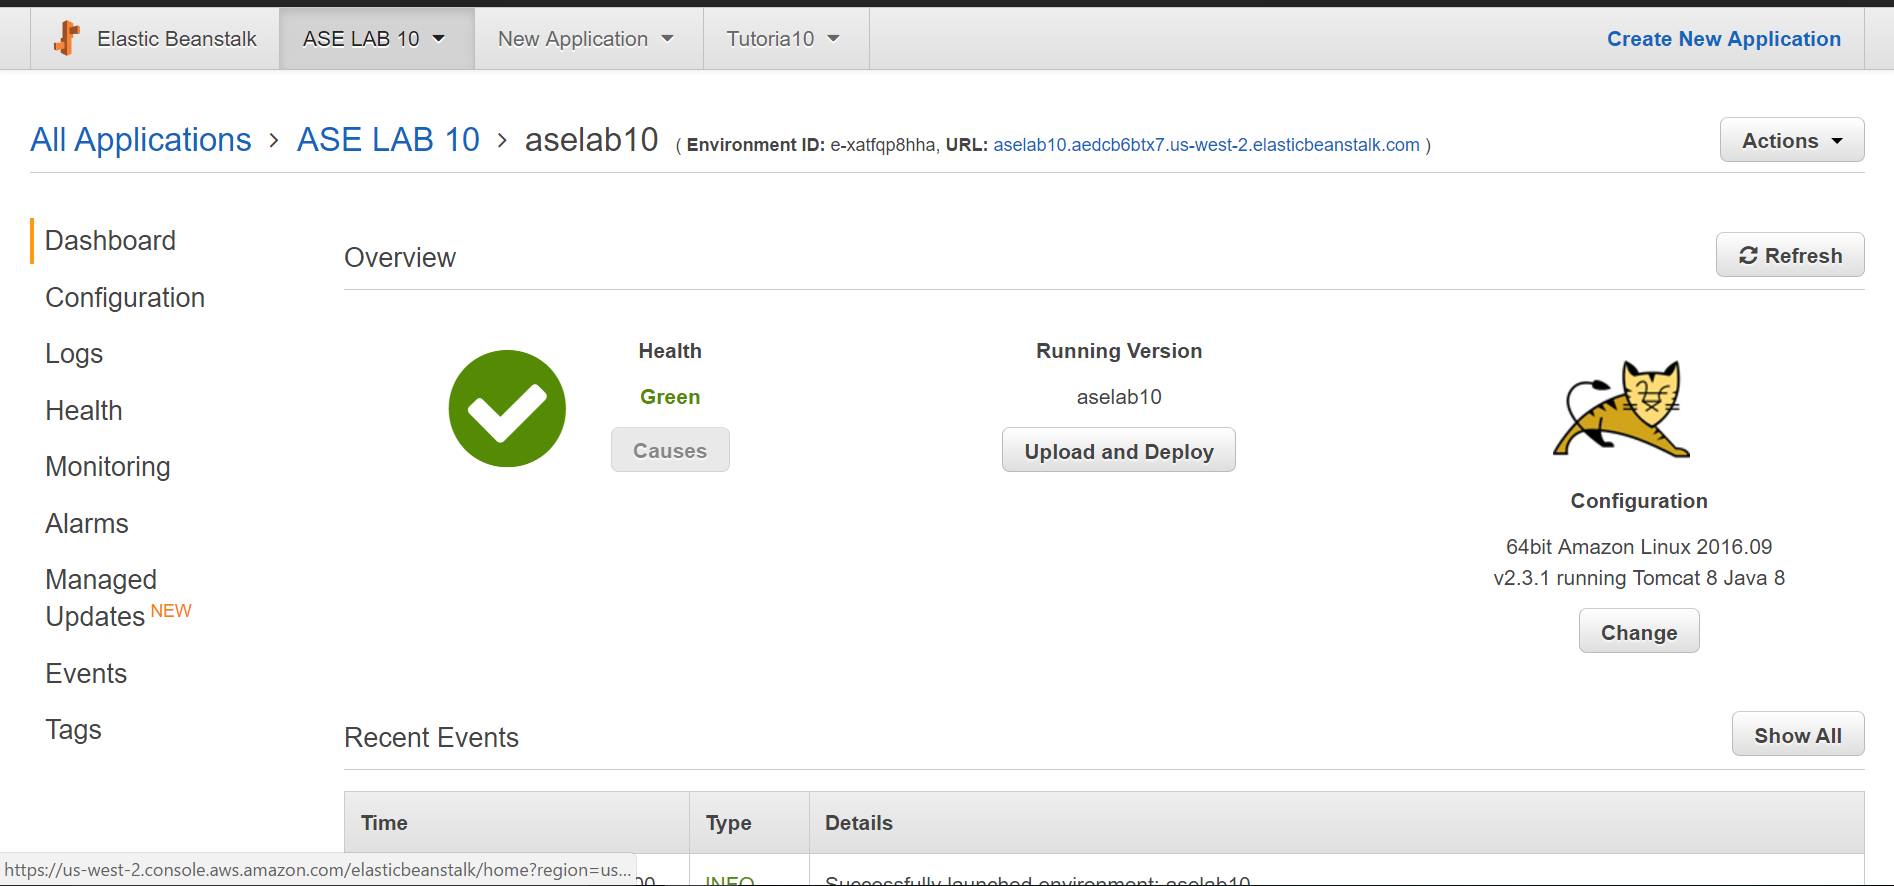 Elastic Beanstalk
ASE LAB 10
New Application
Tutoria10
Create New Application
All Applications > ASE LAB 10 > aselab10 ( Environment ID: e-xatfqp8hha, URL: aselab10.aedcb6btx7.us-west-2.elasticbeanstalk.com )
Actions
Dashboard
Configuration
Logs
Health
Monitoring
Alarms
Managed
Updates NEW
Events
Tags
Overview
Refresh
Health
Green
Causes
Running Version
aselab10
Upload and Deploy
Configuration
64bit Amazon Linux 2016.09
v2.3.1 running Tomcat 8 Java 8
Change
Recent Events
Show All
Time Type Details
INFO Successfully launched environment: aselab10
https://us-west-2.console.aws.amazon.com/elasticbeanstalk/home?region=us...